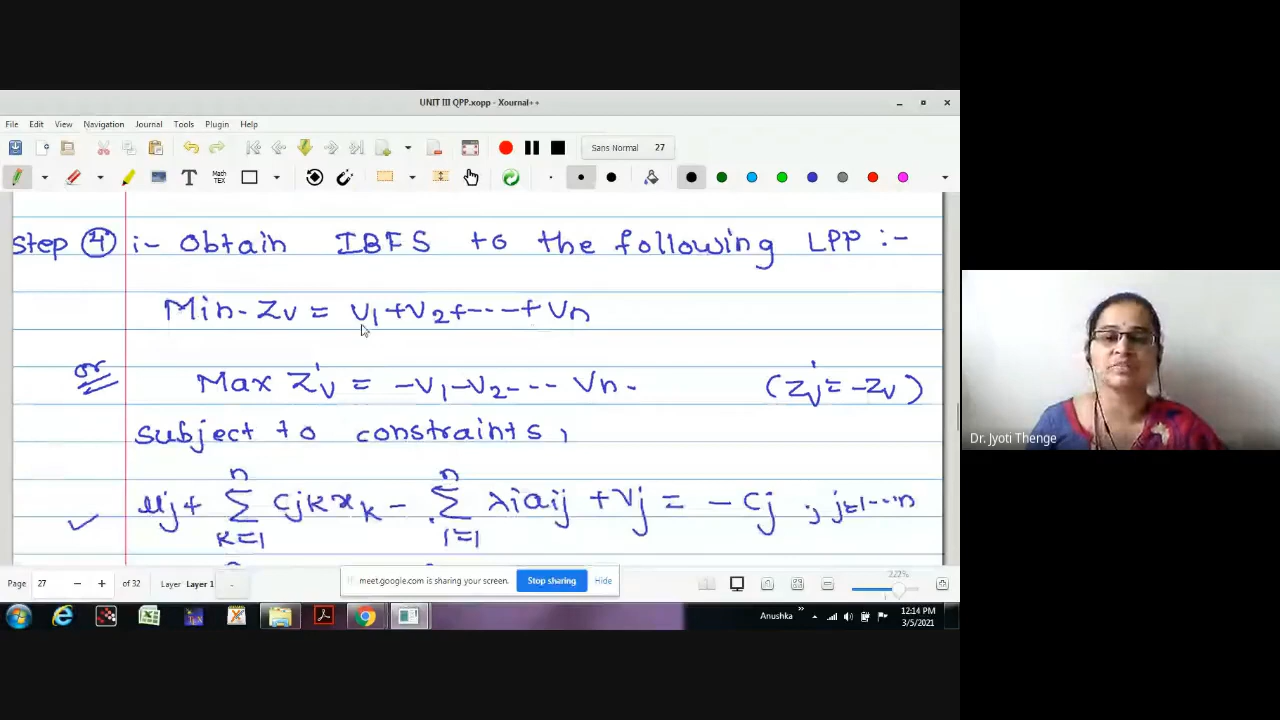 UNIT III QPP.xopp - Xournal++
File Edit View Navigation Journal Tools Plugin Help
Sans Normal 27
Math
TEX
step ④ :- Obtain IBFS to the following LPP :-
Min. Zv = V1+V2+---+Vn
or Max Z'v = -V1-V2---- Vn. (Z'v = -Zv)
subject to constraints,
μj + n∑k=1 cjk xk - n∑i=1 λi aij + Vj = - Cj ; j=1---n
Dr. Jyoti Thenge
meet.google.com is sharing your screen. Stop sharing Hide
Page 27 of 32 Layer Layer 1 222%
Anushka 12:14 PM
3/5/2021